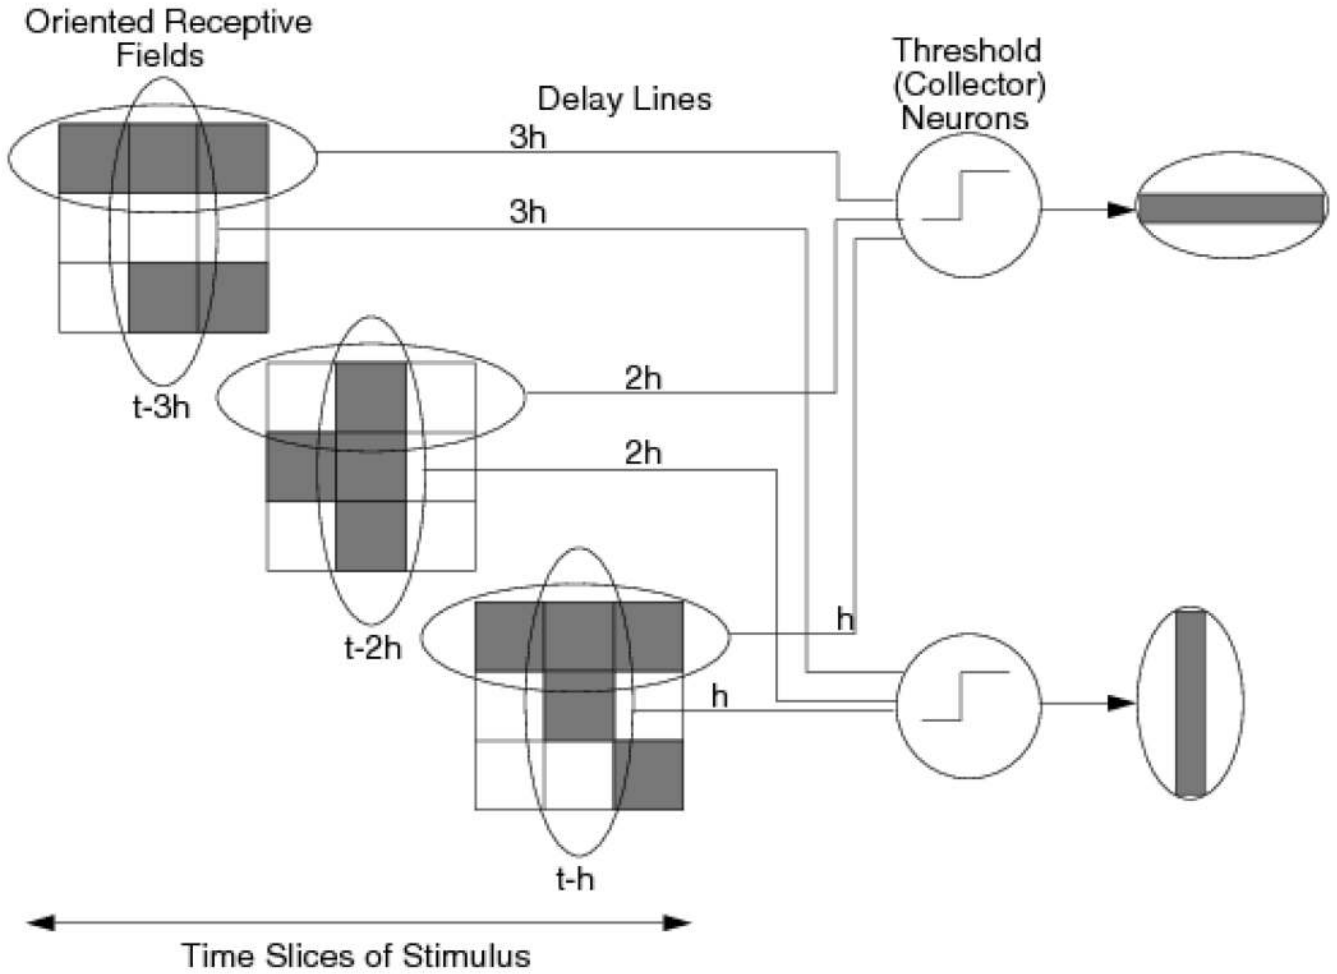 Oriented Receptive
Fields
Delay Lines
Threshold
(Collector)
Neurons
3h
3h
t-3h
2h
2h
t-2h
h
h
t-h
Time Slices of Stimulus